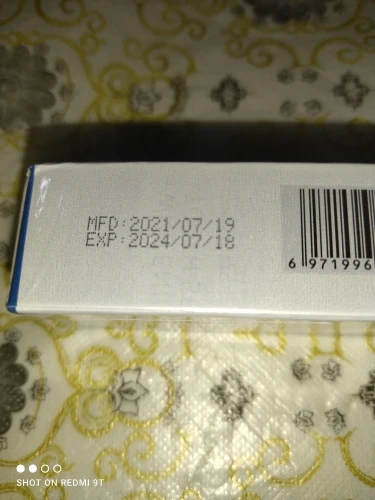 MFD:2021/07/19
EXP:2024/07/18
6 971996
SHOT ON REDMI 9T